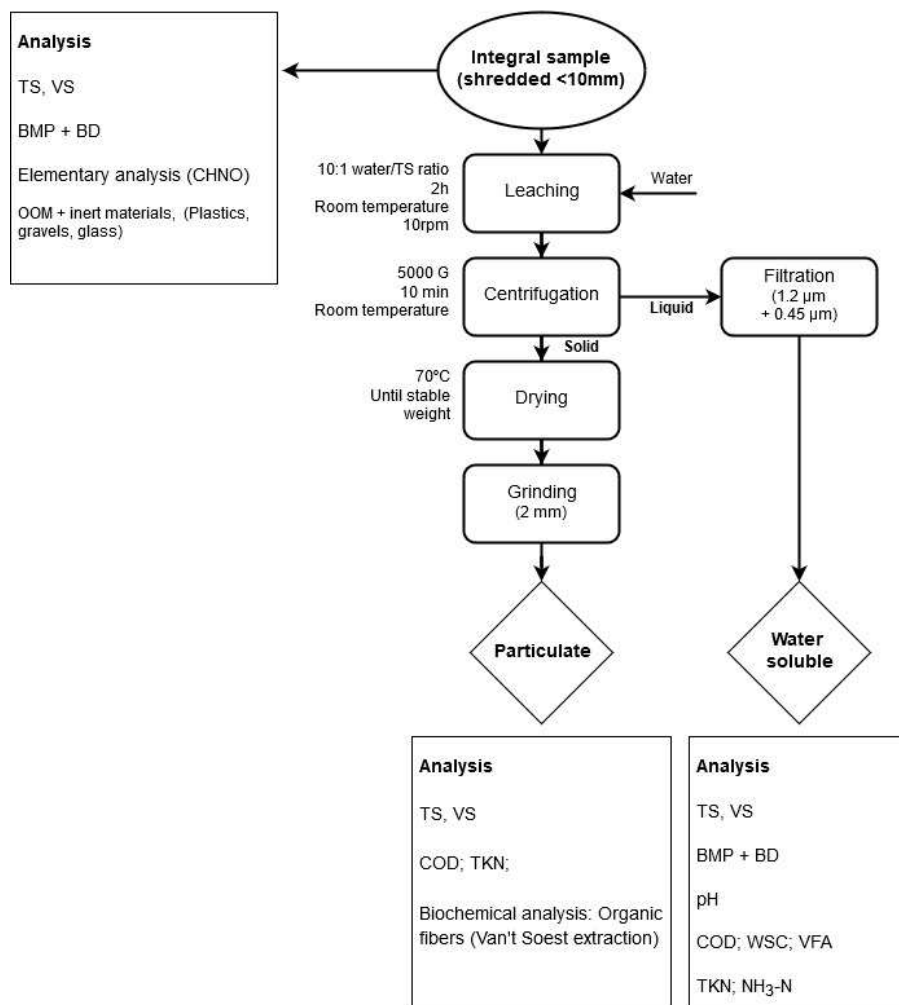 Analysis
TS, VS
BMP + BD
Elementary analysis (CHNO)
OOM + inert materials, (Plastics,
gravels, glass)
Integral sample
(shredded <10mm)
10:1 water/TS ratio
2h
Room temperature
10rpm
Leaching
Water
5000 G
10 min
Room temperature
Centrifugation
Liquid
Filtration
(1.2 µm
+ 0.45 µm)
Solid
70ºC
Until stable
weight
Drying
Grinding
(2 mm)
Particulate
Water
soluble
Analysis
TS, VS
COD; TKN;
Biochemical analysis: Organic
fibers (Van't Soest extraction)
Analysis
TS, VS
BMP + BD
pH
COD; WSC; VFA
TKN; NH₃-N